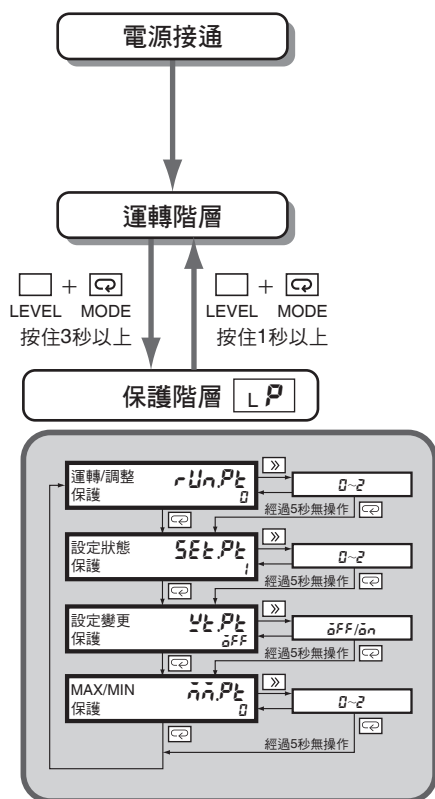 電源接通
運轉階層
+ +
LEVEL MODE LEVEL MODE
按住3秒以上 按住1秒以上
保護階層 LP
運轉/調整
保護
rUn.Pt
0
»
0~2
經過5秒無操作
設定狀態
保護
SEt.Pt
1
»
0~2
經過5秒無操作
設定變更
保護
Wt.Pt
oFF
»
oFF/on
經過5秒無操作
MAX/MIN
保護
mm.Pt
0
»
0~2
經過5秒無操作